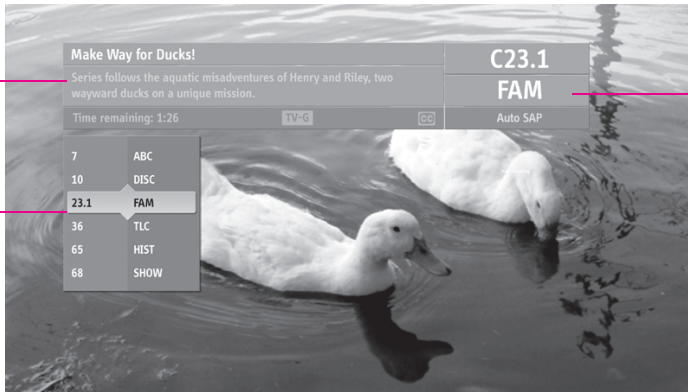 Make Way for Ducks!
Series follows the aquatic misadventures of Henry and Riley, two
wayward ducks on a unique mission.
Time remaining: 1:26 TV-G CC
C23.1
FAM
Auto SAP
7 ABC
10 DISC
23.1 FAM
36 TLC
65 HIST
68 SHOW